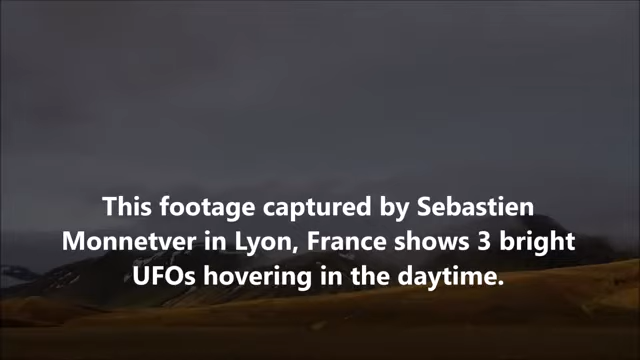 This footage captured by Sebastien
Monnetver in Lyon, France shows 3 bright
UFOs hovering in the daytime.